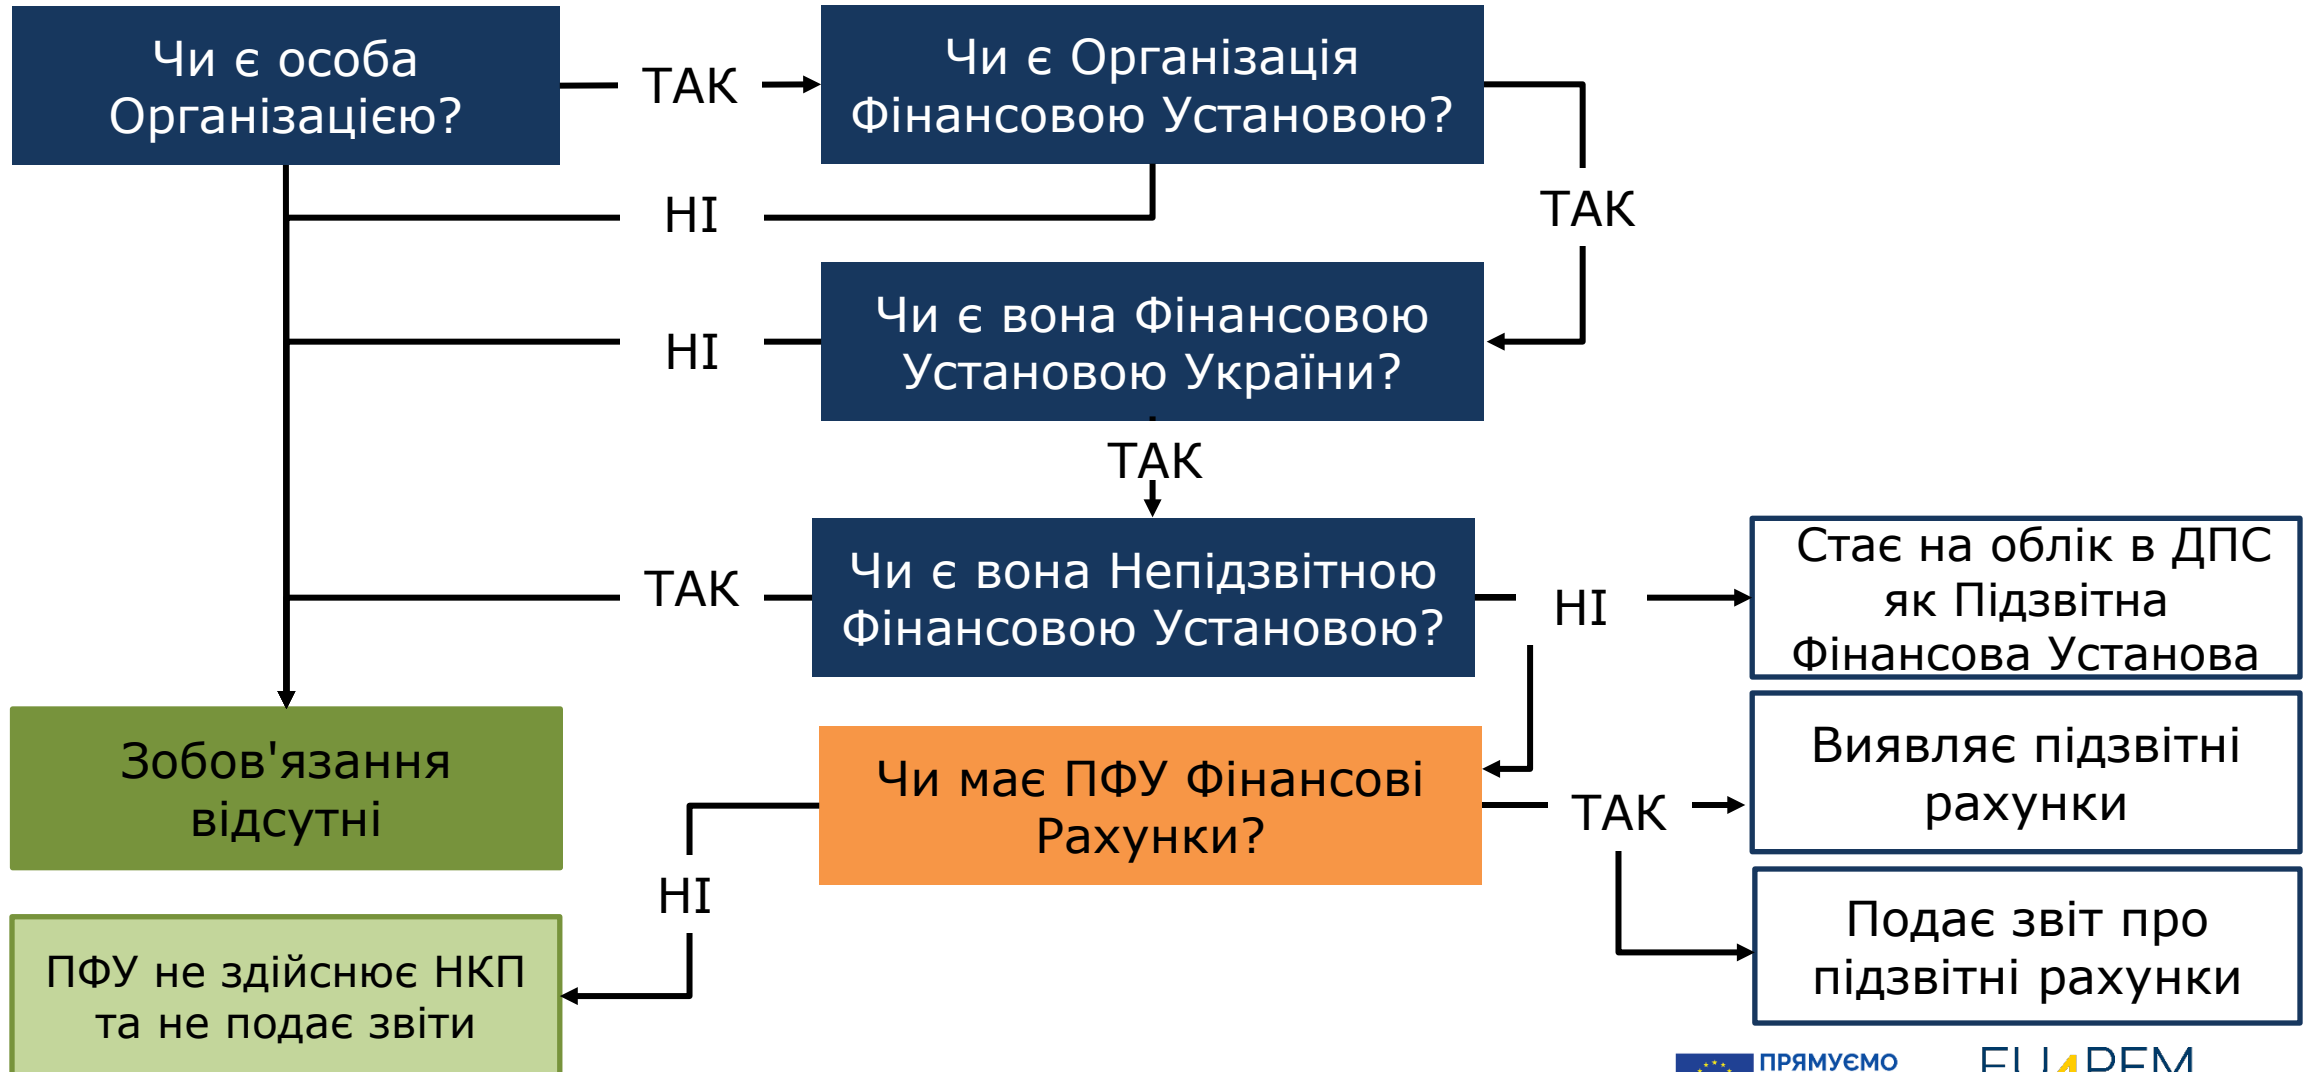 Чи є особа
Організацією?
ТАК
Чи є Організація
Фінансовою Установою?
НІ
ТАК
Чи є вона Фінансовою
Установою України?
НІ
ТАК
Чи є вона Непідзвітною
Фінансовою Установою?
ТАК
НІ
Стає на облік в ДПС
як Підзвітна
Фінансова Установа
Зобов'язання
відсутні
Чи має ПФУ Фінансові
Рахунки?
ТАК
Виявляє підзвітні
рахунки
НІ
Подає звіт про
підзвітні рахунки
ПФУ не здійснює НКП
та не подає звіти
ПРЯМУЄМО
EU4PFM